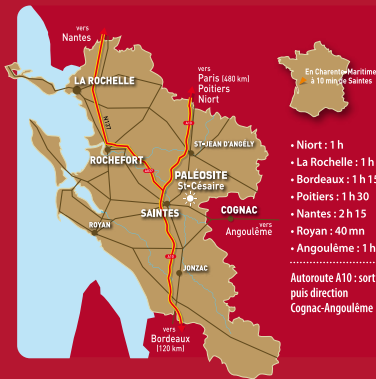 vers
Nantes
LA ROCHELLE
N137
ROCHEFORT
vers
Paris (480 km)
Poitiers
Niort
ST-JEAN D'ANGÉLY
PALÉOSITE
St-Césaire
SAINTES
COGNAC
vers
Angoulême
ROYAN
JONZAC
vers
Bordeaux
(120 km)
En Charente-Maritime
à 10 mn de Saintes
• Niort : 1 h
• La Rochelle : 1 h
• Bordeaux : 1 h 15
• Poitiers : 1 h 30
• Nantes : 2 h 15
• Royan : 40 mn
• Angoulême : 1 h
Autoroute A10 : sort
puis direction
Cognac-Angoulême